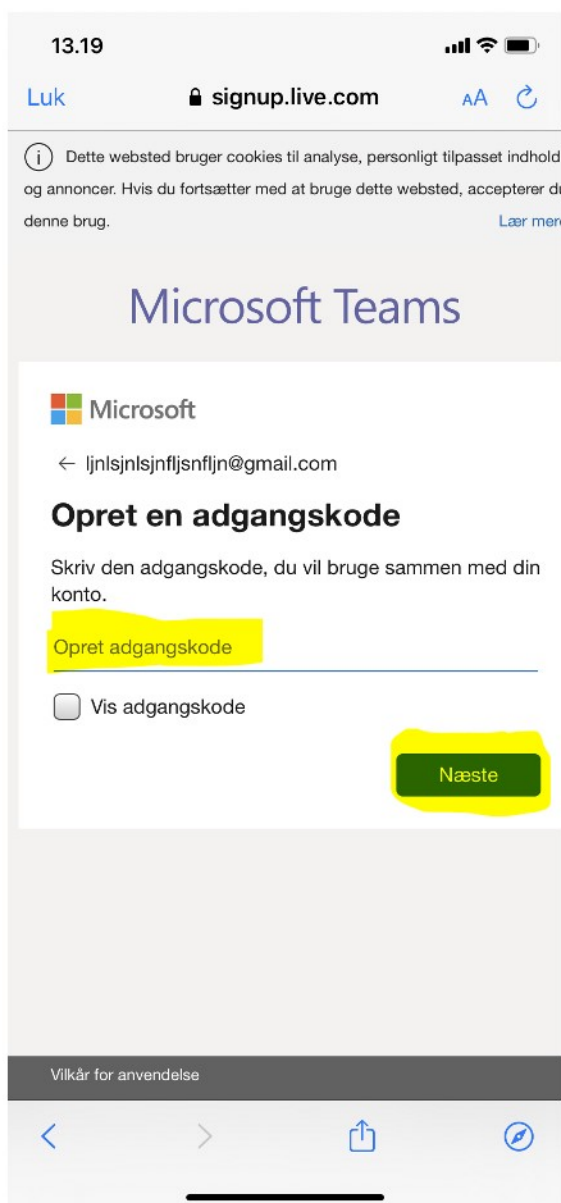 13.19
Luk signup.live.com AA
Dette websted bruger cookies til analyse, personligt tilpasset indhold
og annoncer. Hvis du fortsætter med at bruge dette websted, accepterer du
denne brug. Lær mere
Microsoft Teams
Microsoft
ljnlsjnlsjnfljsnfljn@gmail.com
Opret en adgangskode
Skriv den adgangskode, du vil bruge sammen med din
konto.
Opret adgangskode
Vis adgangskode
Næste
Vilkår for anvendelse